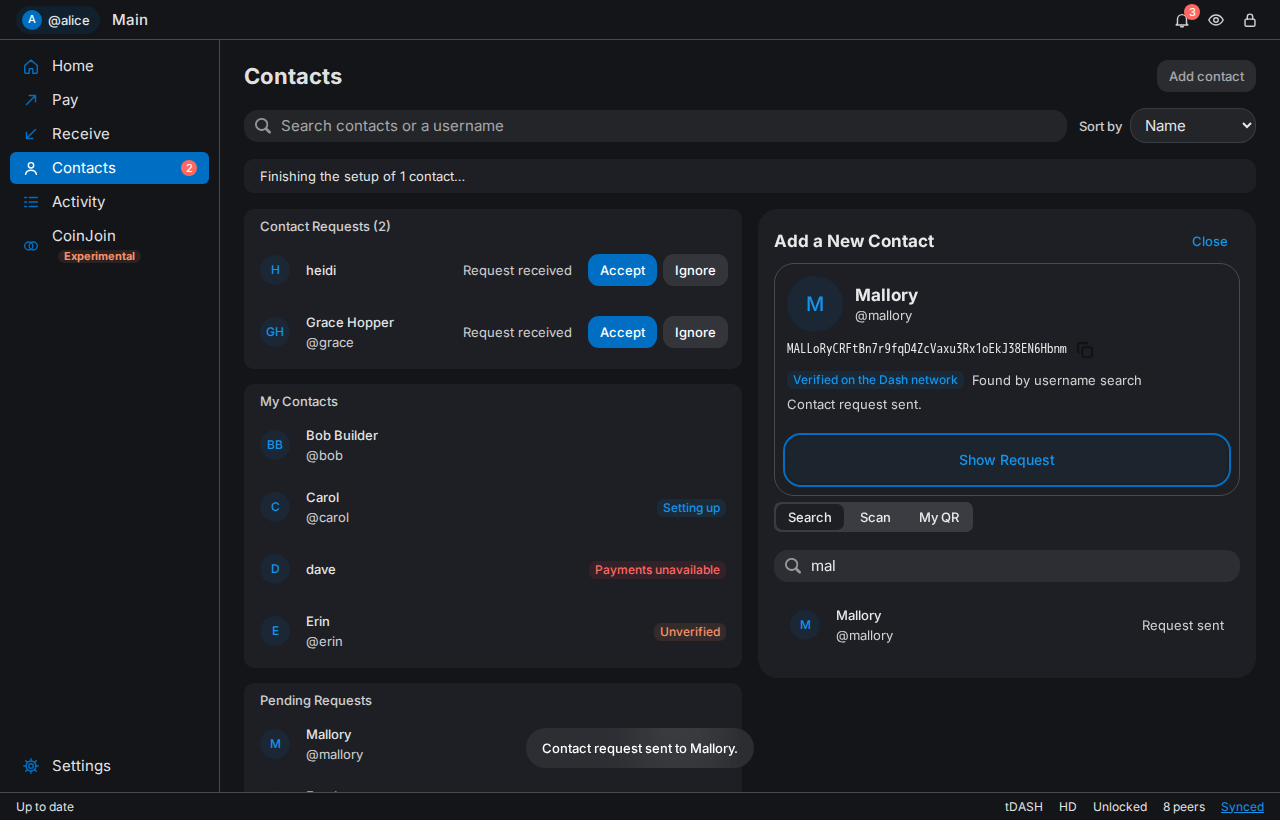 A @alice Main 3
Home
Pay
Receive
Contacts 2
Activity
CoinJoin
Experimental
Settings
Contacts Add contact
Search contacts or a username Sort by Name
Finishing the setup of 1 contact...
Contact Requests (2)
H heidi Request received Accept Ignore
GH Grace Hopper Request received Accept Ignore
@grace
My Contacts
BB Bob Builder
@bob
C Carol Setting up
@carol
D dave Payments unavailable
E Erin Unverified
@erin
Pending Requests
M Mallory
@mallory
Add a New Contact Close
M Mallory
@mallory
MALLoRyCRFtBn7r9fqD4ZcVaxu3Rx1oEkJ38EN6Hbnm
Verified on the Dash network Found by username search
Contact request sent.
Show Request
Search Scan My QR
mal
M Mallory Request sent
@mallory
Contact request sent to Mallory.
Up to date tDASH HD Unlocked 8 peers Synced